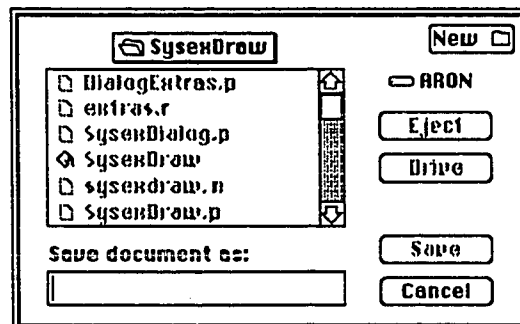 SysexDraw
New
DialogExtras.p
extras.r
SysexDialog.p
SysexDraw
sysexdraw.n
SysexDraw.p
ARON
Eject
Drive
Save document as:
Save
Cancel